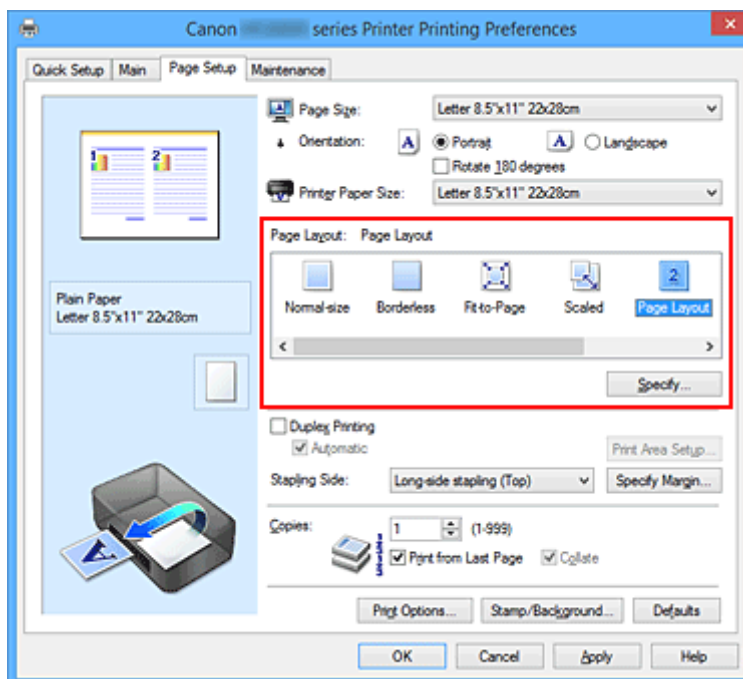 Canon series Printer Printing Preferences
Quick Setup Main Page Setup Maintenance
Page Size: Letter 8.5"x11" 22x28cm
Orientation: A Portrait A Landscape
Rotate 180 degrees
Printer Paper Size: Letter 8.5"x11" 22x28cm
1 2
Page Layout: Page Layout
2
Normal-size Borderless Fit-to-Page Scaled Page Layout
Plain Paper
Letter 8.5"x11" 22x28cm
Specify...
Duplex Printing
Automatic
Print Area Setup...
Stapling Side: Long-side stapling (Top) Specify Margin...
Copies: 1 (1-999)
Print from Last Page Collate
A
Print Options... Stamp/Background... Defaults
OK Cancel Apply Help